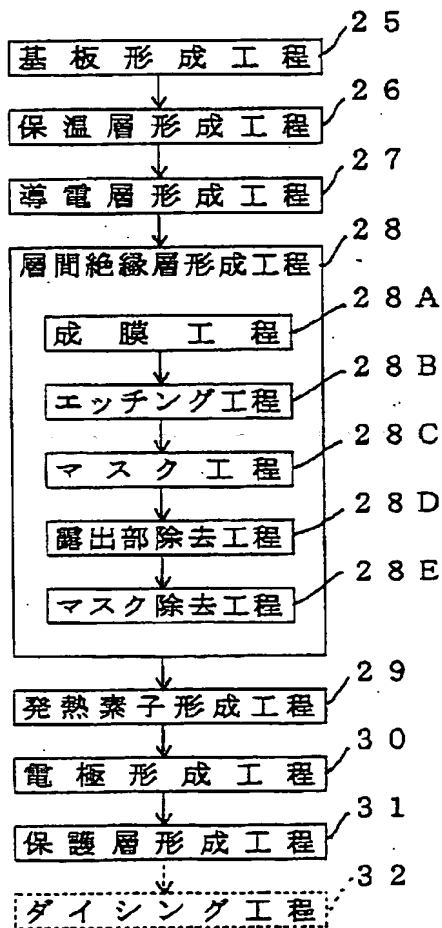 25
基板形成工程
26
保温層形成工程
27
導電層形成工程
28
層間絶縁層形成工程
28A
成膜工程
28B
エッチング工程
28C
マスク工程
28D
露出部除去工程
28E
マスク除去工程
29
発熱素子形成工程
30
電極形成工程
31
保護層形成工程
32
ダイシング工程